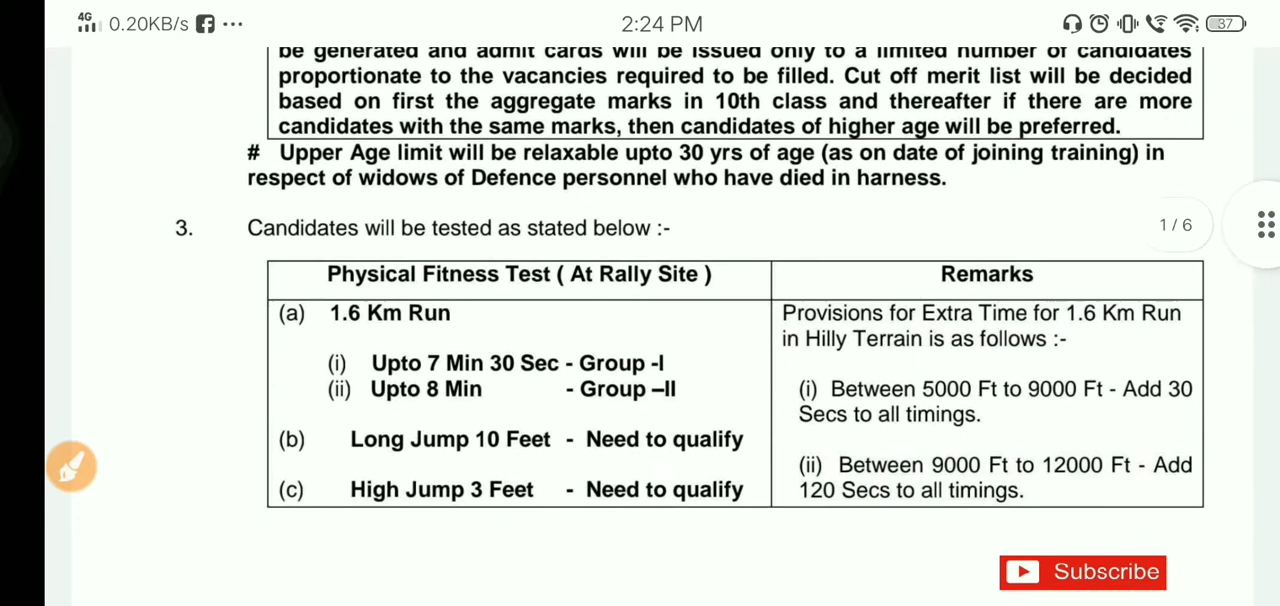 4G 0.20KB/s f ... 2:24 PM 37
be generated and admit cards will be issued only to a limited number of candidates
proportionate to the vacancies required to be filled. Cut off merit list will be decided
based on first the aggregate marks in 10th class and thereafter if there are more
candidates with the same marks, then candidates of higher age will be preferred.
# Upper Age limit will be relaxable upto 30 yrs of age (as on date of joining training) in
respect of widows of Defence personnel who have died in harness.
3. Candidates will be tested as stated below :-
1 / 6
Physical Fitness Test ( At Rally Site )
(a) 1.6 Km Run
(i) Upto 7 Min 30 Sec - Group -I
(ii) Upto 8 Min - Group –II
(b) Long Jump 10 Feet - Need to qualify
(c) High Jump 3 Feet - Need to qualify
Remarks
Provisions for Extra Time for 1.6 Km Run
in Hilly Terrain is as follows :-
(i) Between 5000 Ft to 9000 Ft - Add 30
Secs to all timings.
(ii) Between 9000 Ft to 12000 Ft - Add
120 Secs to all timings.
Subscribe